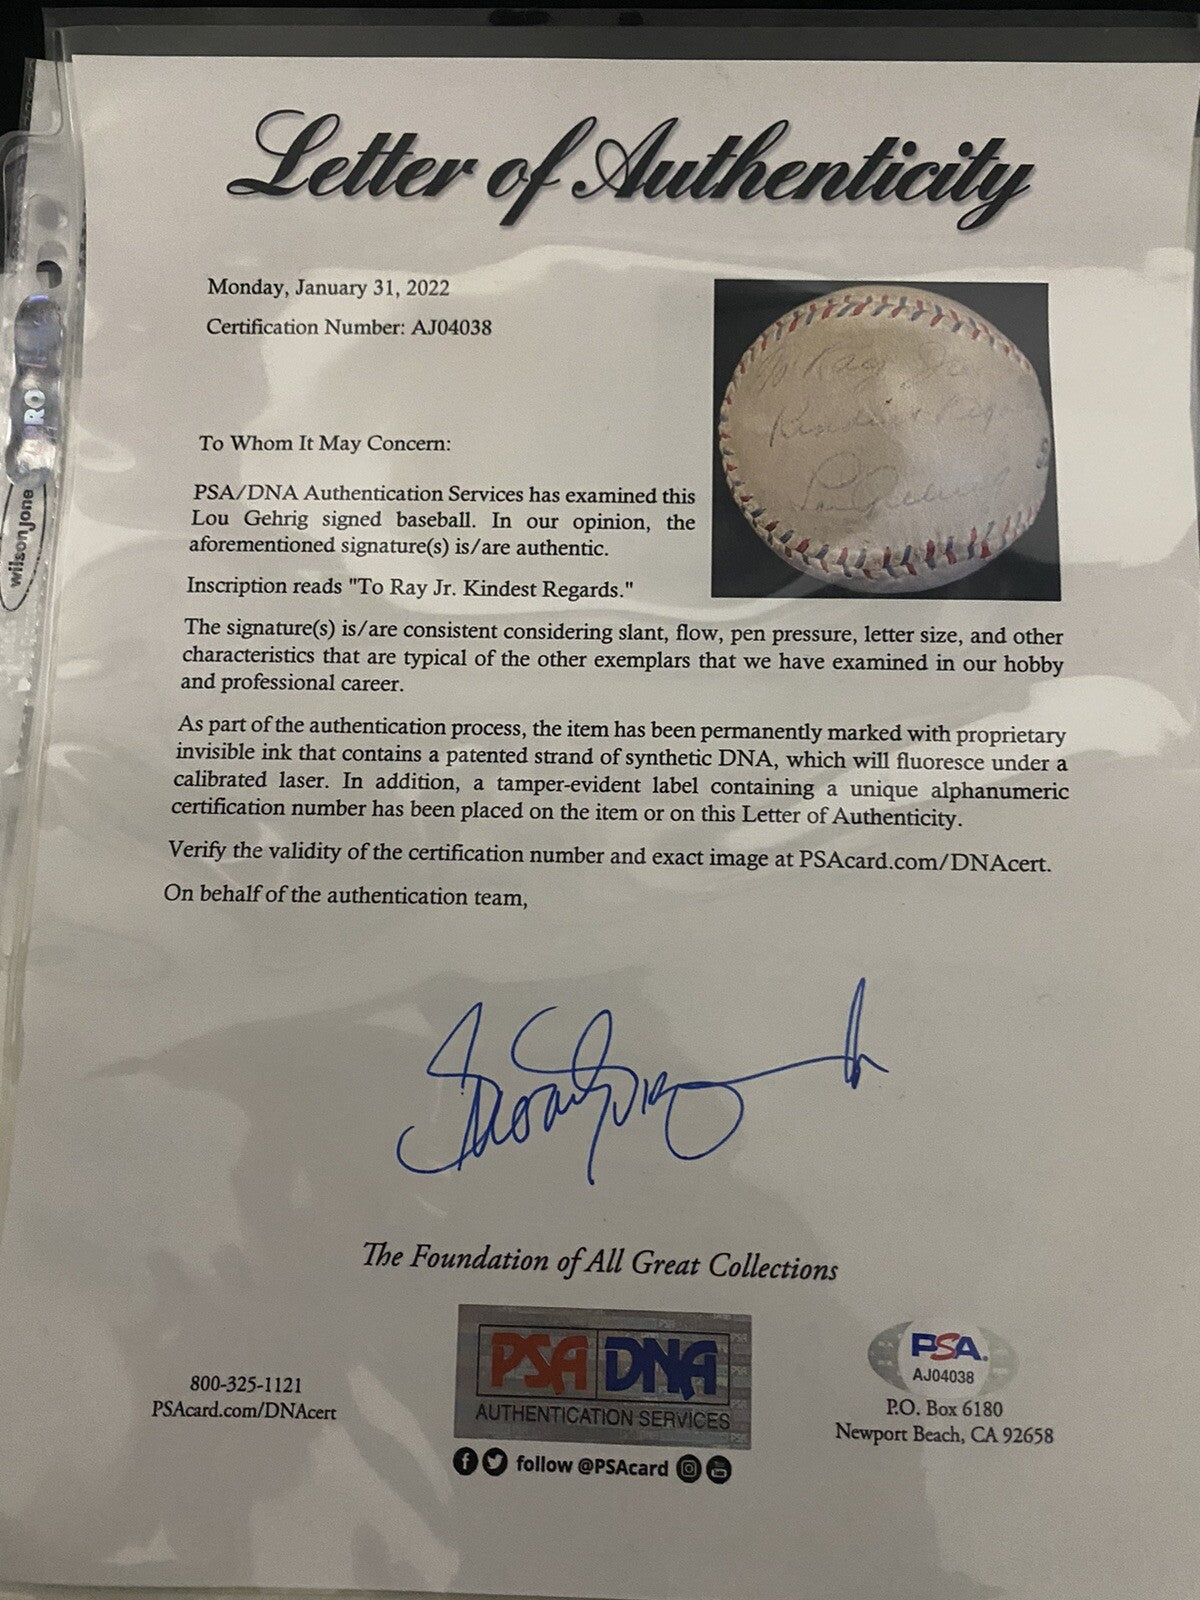 Letter of Authenticity
Monday, January 31, 2022
Certification Number: AJ04038
To Ray Jr.
Kindest Regards
Lou Gehrig
To Whom It May Concern:
PSA/DNA Authentication Services has examined this
Lou Gehrig signed baseball. In our opinion, the
aforementioned signature(s) is/are authentic.
Inscription reads "To Ray Jr. Kindest Regards."
The signature(s) is/are consistent considering slant, flow, pen pressure, letter size, and other
characteristics that are typical of the other exemplars that we have examined in our hobby
and professional career.
As part of the authentication process, the item has been permanently marked with proprietary
invisible ink that contains a patented strand of synthetic DNA, which will fluoresce under a
calibrated laser. In addition, a tamper-evident label containing a unique alphanumeric
certification number has been placed on the item or on this Letter of Authenticity.
Verify the validity of the certification number and exact image at PSAcard.com/DNAcert.
On behalf of the authentication team,
The Foundation of All Great Collections
800-325-1121
PSAcard.com/DNAcert
PSA DNA
AUTHENTICATION SERVICES
follow @PSAcard
PSA
AJ04038
P.O. Box 6180
Newport Beach, CA 92658
wilson jone